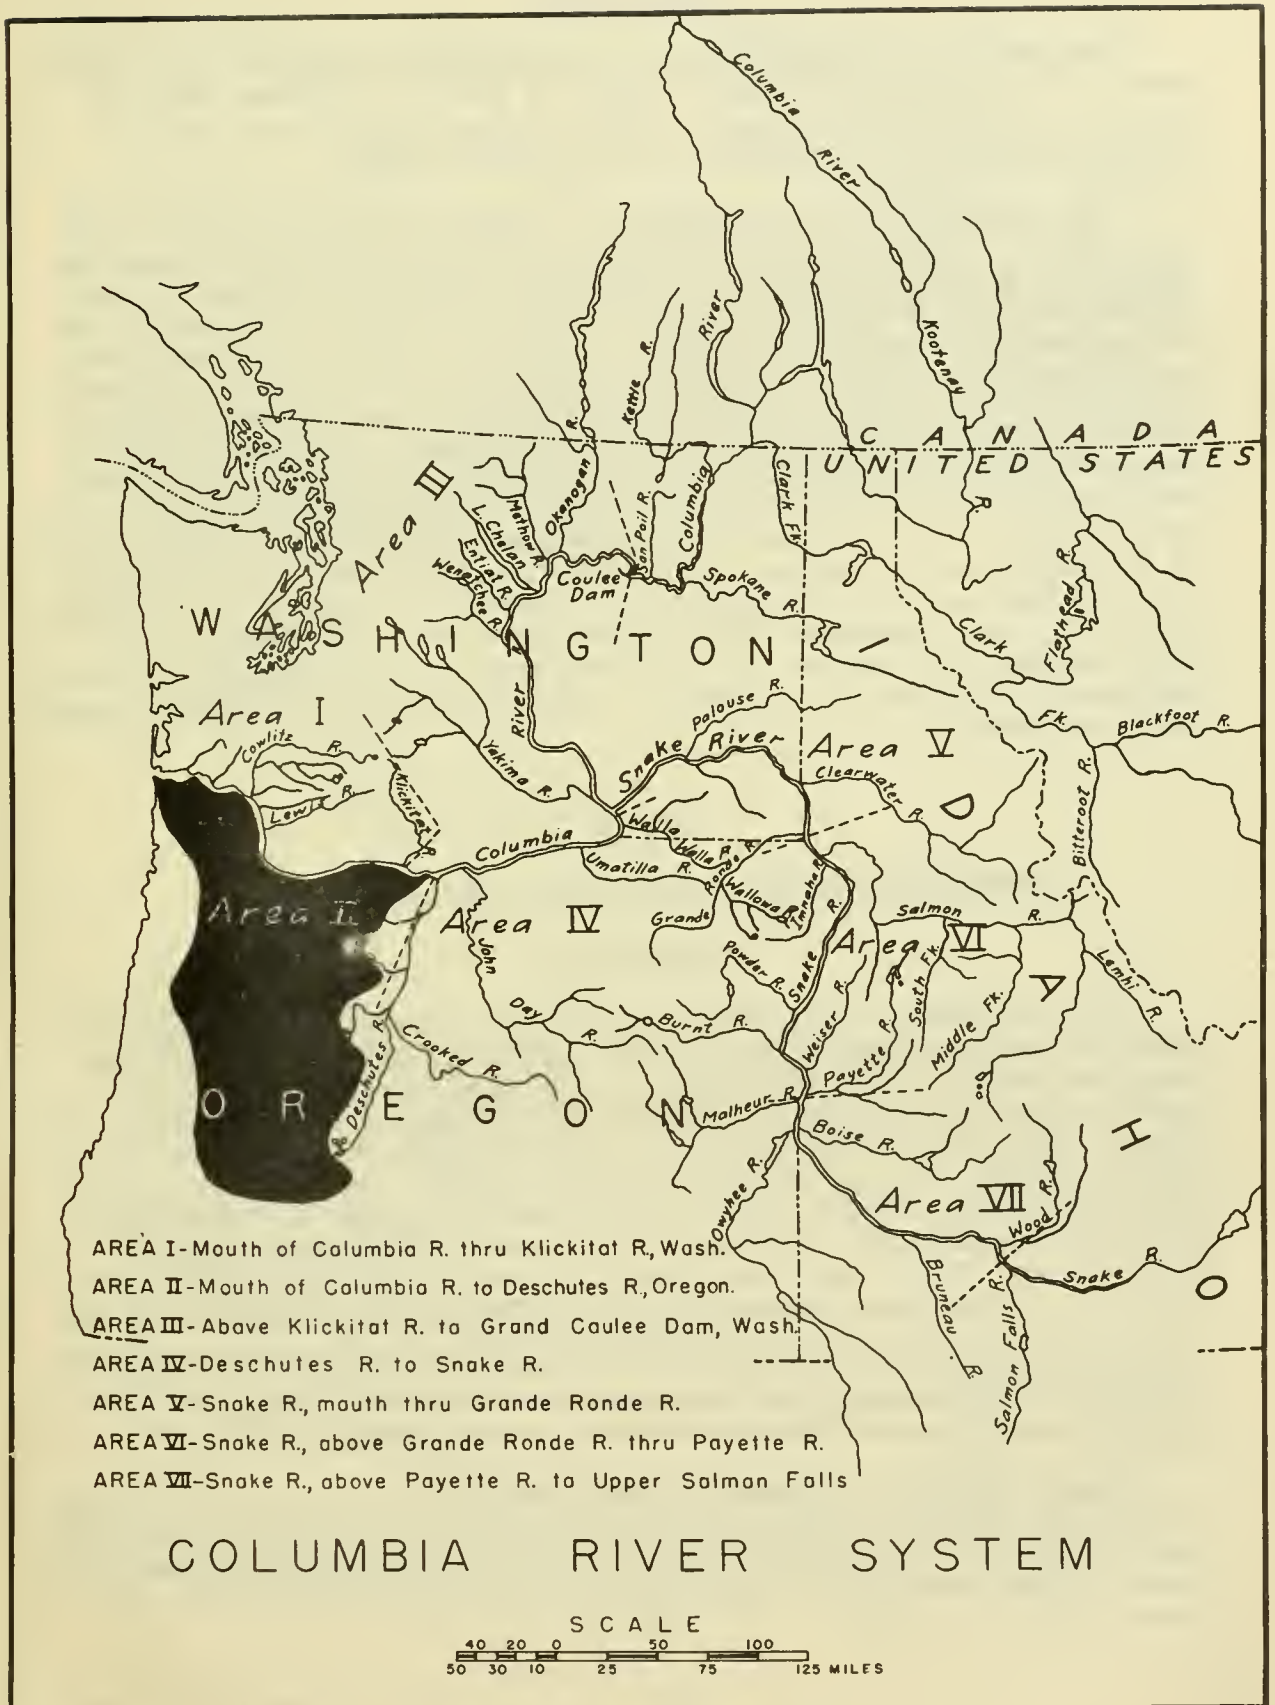 Columbia
River
River
Kootenay
Kettle R.
R.
CANADA
UNITED STATES
Area III
Okanogan
Methow R.
L. Chelan
Entiat R.
Wenatchee R.
San Poil R.
Columbia
Clark Fk.
R.
Coulee
Dam
Spokane
R.
Flathead R.
Clark
Fk.
WASHINGTON
I
Area I
River
Palouse R.
Blackfoot R.
Cowlitz R.
Yakima R.
Snake River
Area V
Klickitat
Clearwater
R.
D
Lewis R.
Walla
Walla R.
Bitteroot R.
Columbia
Umatilla R.
Ronde R.
Wallowa R.
Imnaha R.
Area II
Area IV
Grande
R.
Salmon R.
Area VI
John
Powder R.
Snake
South Fk.
A
Lemhi
R.
Day
R.
Burnt R.
Weiser R.
R.
Middle Fk.
Crooked R.
Deschutes R.
Payette
OREGON
Malheur R.
Boise R.
H
Owyhee R.
Area VII
Wood R.
Snake R.
O
Bruneau
R.
Salmon Falls R.
AREA I-Mouth of Columbia R. thru Klickitat R., Wash.
AREA II-Mouth of Columbia R. to Deschutes R., Oregon.
AREA III-Above Klickitat R. to Grand Coulee Dam, Wash.
AREA IV-Deschutes R. to Snake R.
AREA V-Snake R., mouth thru Grande Ronde R.
AREA VI-Snake R., above Grande Ronde R. thru Payette R.
AREA VII-Snake R., above Payette R. to Upper Salmon Falls
COLUMBIA RIVER SYSTEM
SCALE
40 20 0 50 100
50 30 10 25 75 125 MILES